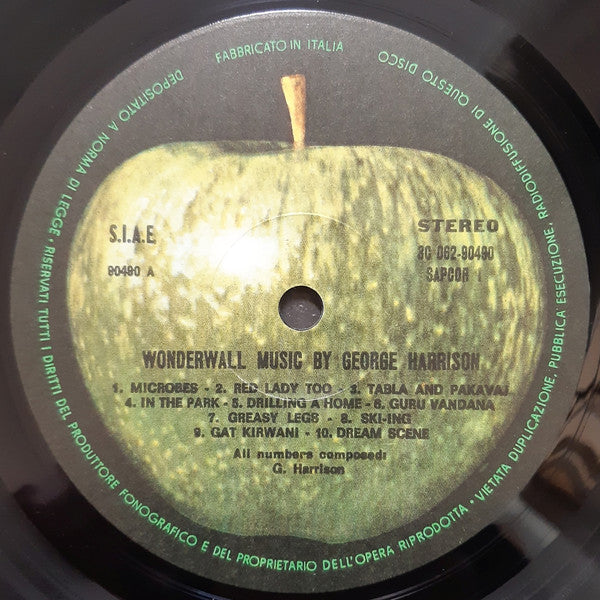 FABBRICATO IN ITALIA
DEPOSITATO A NORMA DI LEGGE • RISERVATI TUTTI I DIRITTI DEL PRODUTTORE FONOGRAFICO E DEL PROPRIETARIO DELL'OPERA RIPRODOTTA • VIETATA DUPLICAZIONE, PUBBLICA ESECUZIONE, RADIODIFFUSIONE DI QUESTO DISCO
S.I.A.E.
90490 A
STEREO
3C 062-90490
SAPCOR 1
WONDERWALL MUSIC BY GEORGE HARRISON
1. MICROBES - 2. RED LADY TOO - 3. TABLA AND PAKAVAJ
4. IN THE PARK - 5. DRILLING A HOME - 6. GURU VANDANA
7. GREASY LEGS - 8. SKI-ING
9. GAT KIRWANI - 10. DREAM SCENE
All numbers composed:
G. Harrison